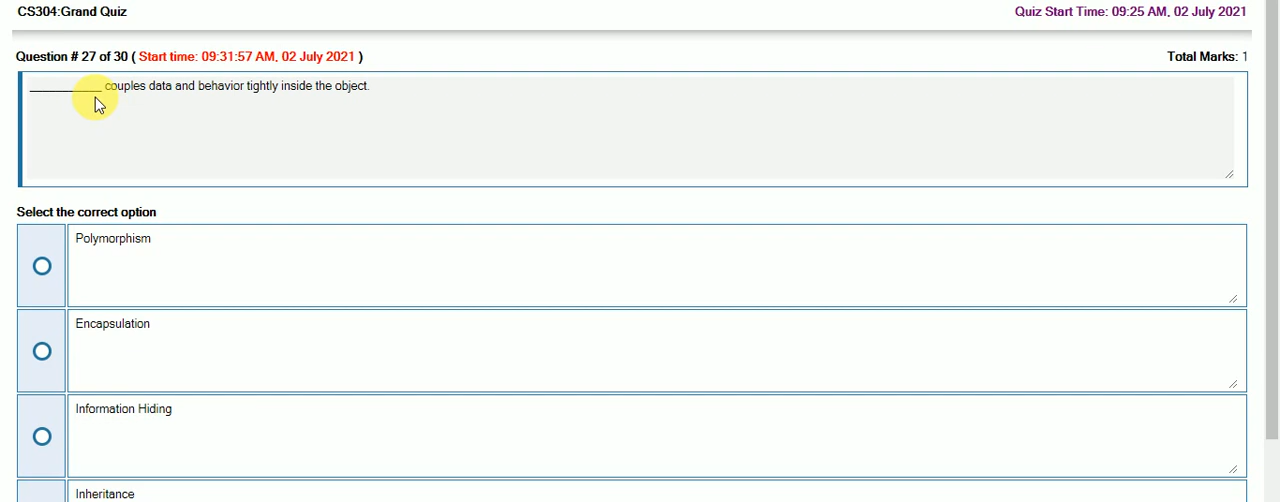 CS304:Grand Quiz
Quiz Start Time: 09:25 AM, 02 July 2021
Question # 27 of 30 ( Start time: 09:31:57 AM, 02 July 2021 )
Total Marks: 1
____________ couples data and behavior tightly inside the object.
Select the correct option
Polymorphism
Encapsulation
Information Hiding
Inheritance